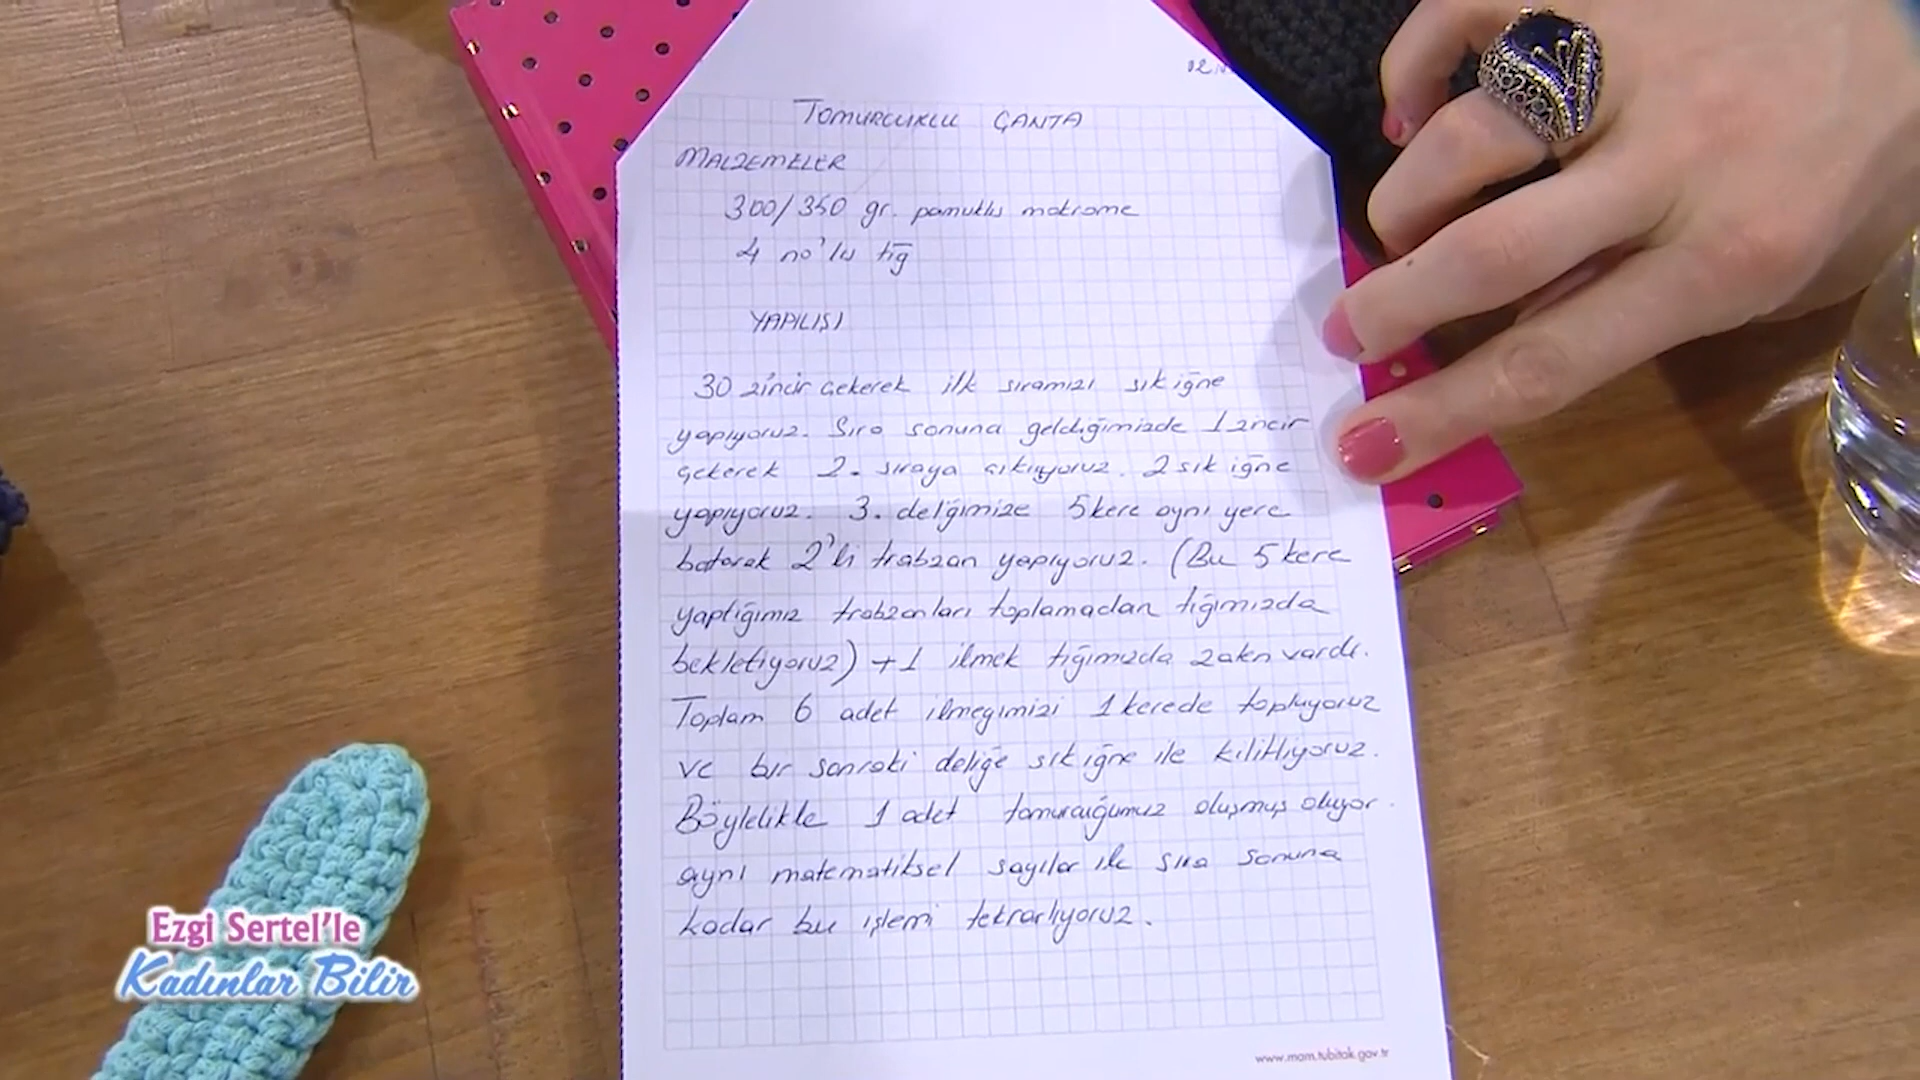 TOMURCUKLU ÇANTA
MALZEMELER
300/350 gr. pamuklu makrome
4 no'lu tığ
YAPILIŞI
30 zincir çekerek ilk sıramızı sık iğne
yapıyoruz. Sıra sonuna geldiğimizde 1 zincir
çekerek 2. sıraya çıkıyoruz. 2 sık iğne
yapıyoruz. 3. deliğimize 5 kere aynı yere
batarak 2'li trabzan yapıyoruz. (Bu 5 kere
yaptığımız trabzanları toplamadan tığımızda
bekletiyoruz) +1 ilmek tığımızda zaten vardı.
Toplam 6 adet ilmeğimizi 1 kerede topluyoruz
ve bir sonraki deliğe sık iğne ile kilitliyoruz.
Böylelikle 1 adet tomurcuğumuz oluşmuş oluyor.
aynı matematiksel sayılar ile sıra sonuna
kadar bu işlemi tekrarlıyoruz.
www.mam.tubitak.gov.tr
Ezgi Sertel'le
Kadınlar Bilir